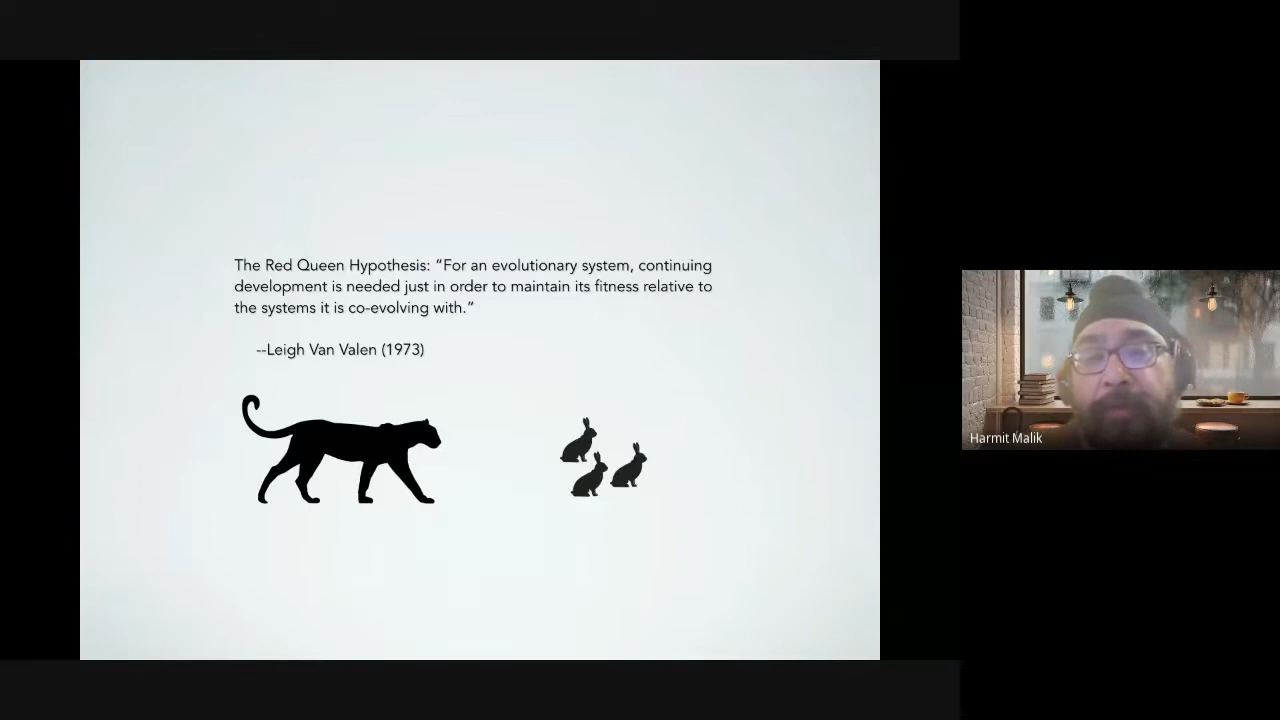 The Red Queen Hypothesis: “For an evolutionary system, continuing
development is needed just in order to maintain its fitness relative to
the systems it is co-evolving with.”
--Leigh Van Valen (1973)
Harmit Malik